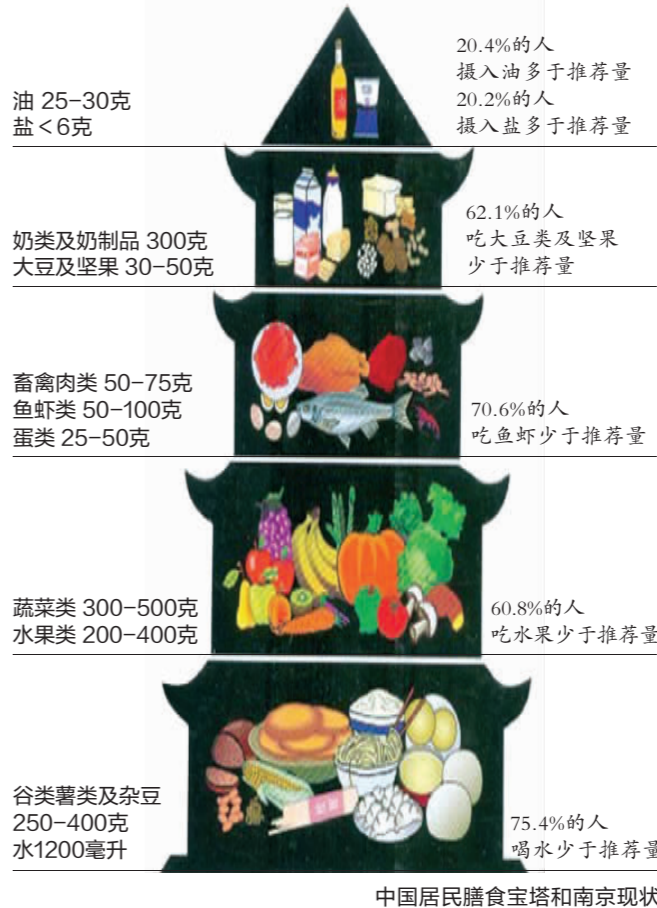 油 25-30克
盐<6克
20.4%的人
摄入油多于推荐量
20.2%的人
摄入盐多于推荐量
奶类及奶制品 300克
大豆及坚果 30-50克
62.1%的人
吃大豆类及坚果
少于推荐量
畜禽肉类 50-75克
鱼虾类 50-100克
蛋类 25-50克
70.6%的人
吃鱼虾少于推荐量
蔬菜类 300-500克
水果类 200-400克
60.8%的人
吃水果少于推荐量
谷类薯类及杂豆
250-400克
水1200毫升
75.4%的人
喝水少于推荐量
中国居民膳食宝塔和南京现状